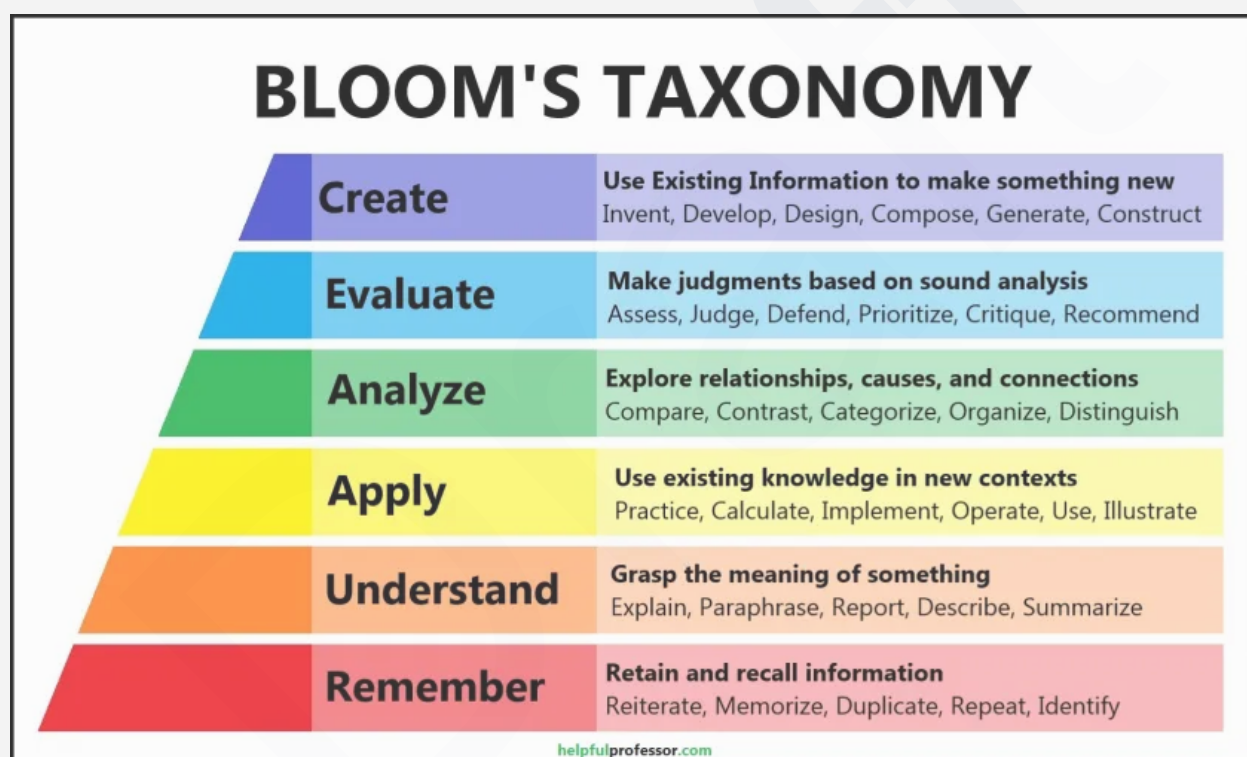 BLOOM'S TAXONOMY
Create
Use Existing Information to make something new
Invent, Develop, Design, Compose, Generate, Construct
Evaluate
Make judgments based on sound analysis
Assess, Judge, Defend, Prioritize, Critique, Recommend
Analyze
Explore relationships, causes, and connections
Compare, Contrast, Categorize, Organize, Distinguish
Apply
Use existing knowledge in new contexts
Practice, Calculate, Implement, Operate, Use, Illustrate
Understand
Grasp the meaning of something
Explain, Paraphrase, Report, Describe, Summarize
Remember
Retain and recall information
Reiterate, Memorize, Duplicate, Repeat, Identify
helpfulprofessor.com